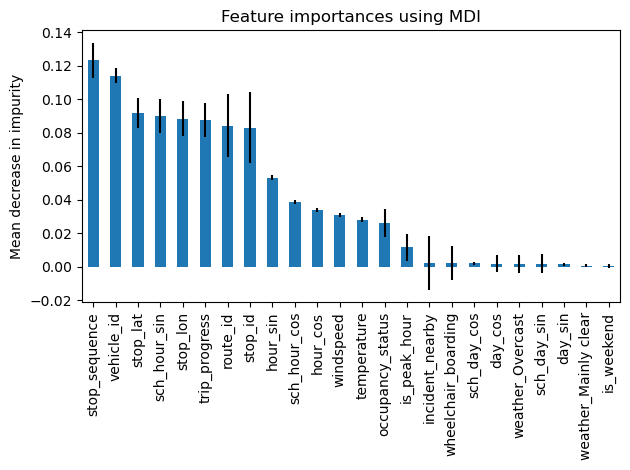 Feature importances using MDI
Mean decrease in impurity
0.14
0.12
0.10
0.08
0.06
0.04
0.02
0.00
−0.02
stop_sequence
vehicle_id
stop_lat
sch_hour_sin
stop_lon
trip_progress
route_id
stop_id
hour_sin
sch_hour_cos
hour_cos
windspeed
temperature
occupancy_status
is_peak_hour
incident_nearby
wheelchair_boarding
sch_day_cos
day_cos
weather_Overcast
sch_day_sin
day_sin
weather_Mainly clear
is_weekend